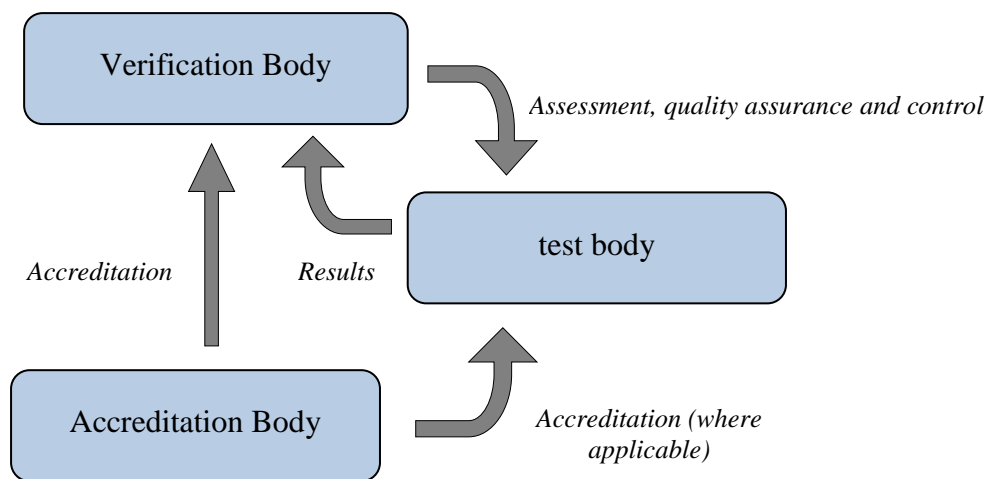 Verification Body
Assessment, quality assurance and control
test body
Accreditation
Results
Accreditation Body
Accreditation (where
applicable)